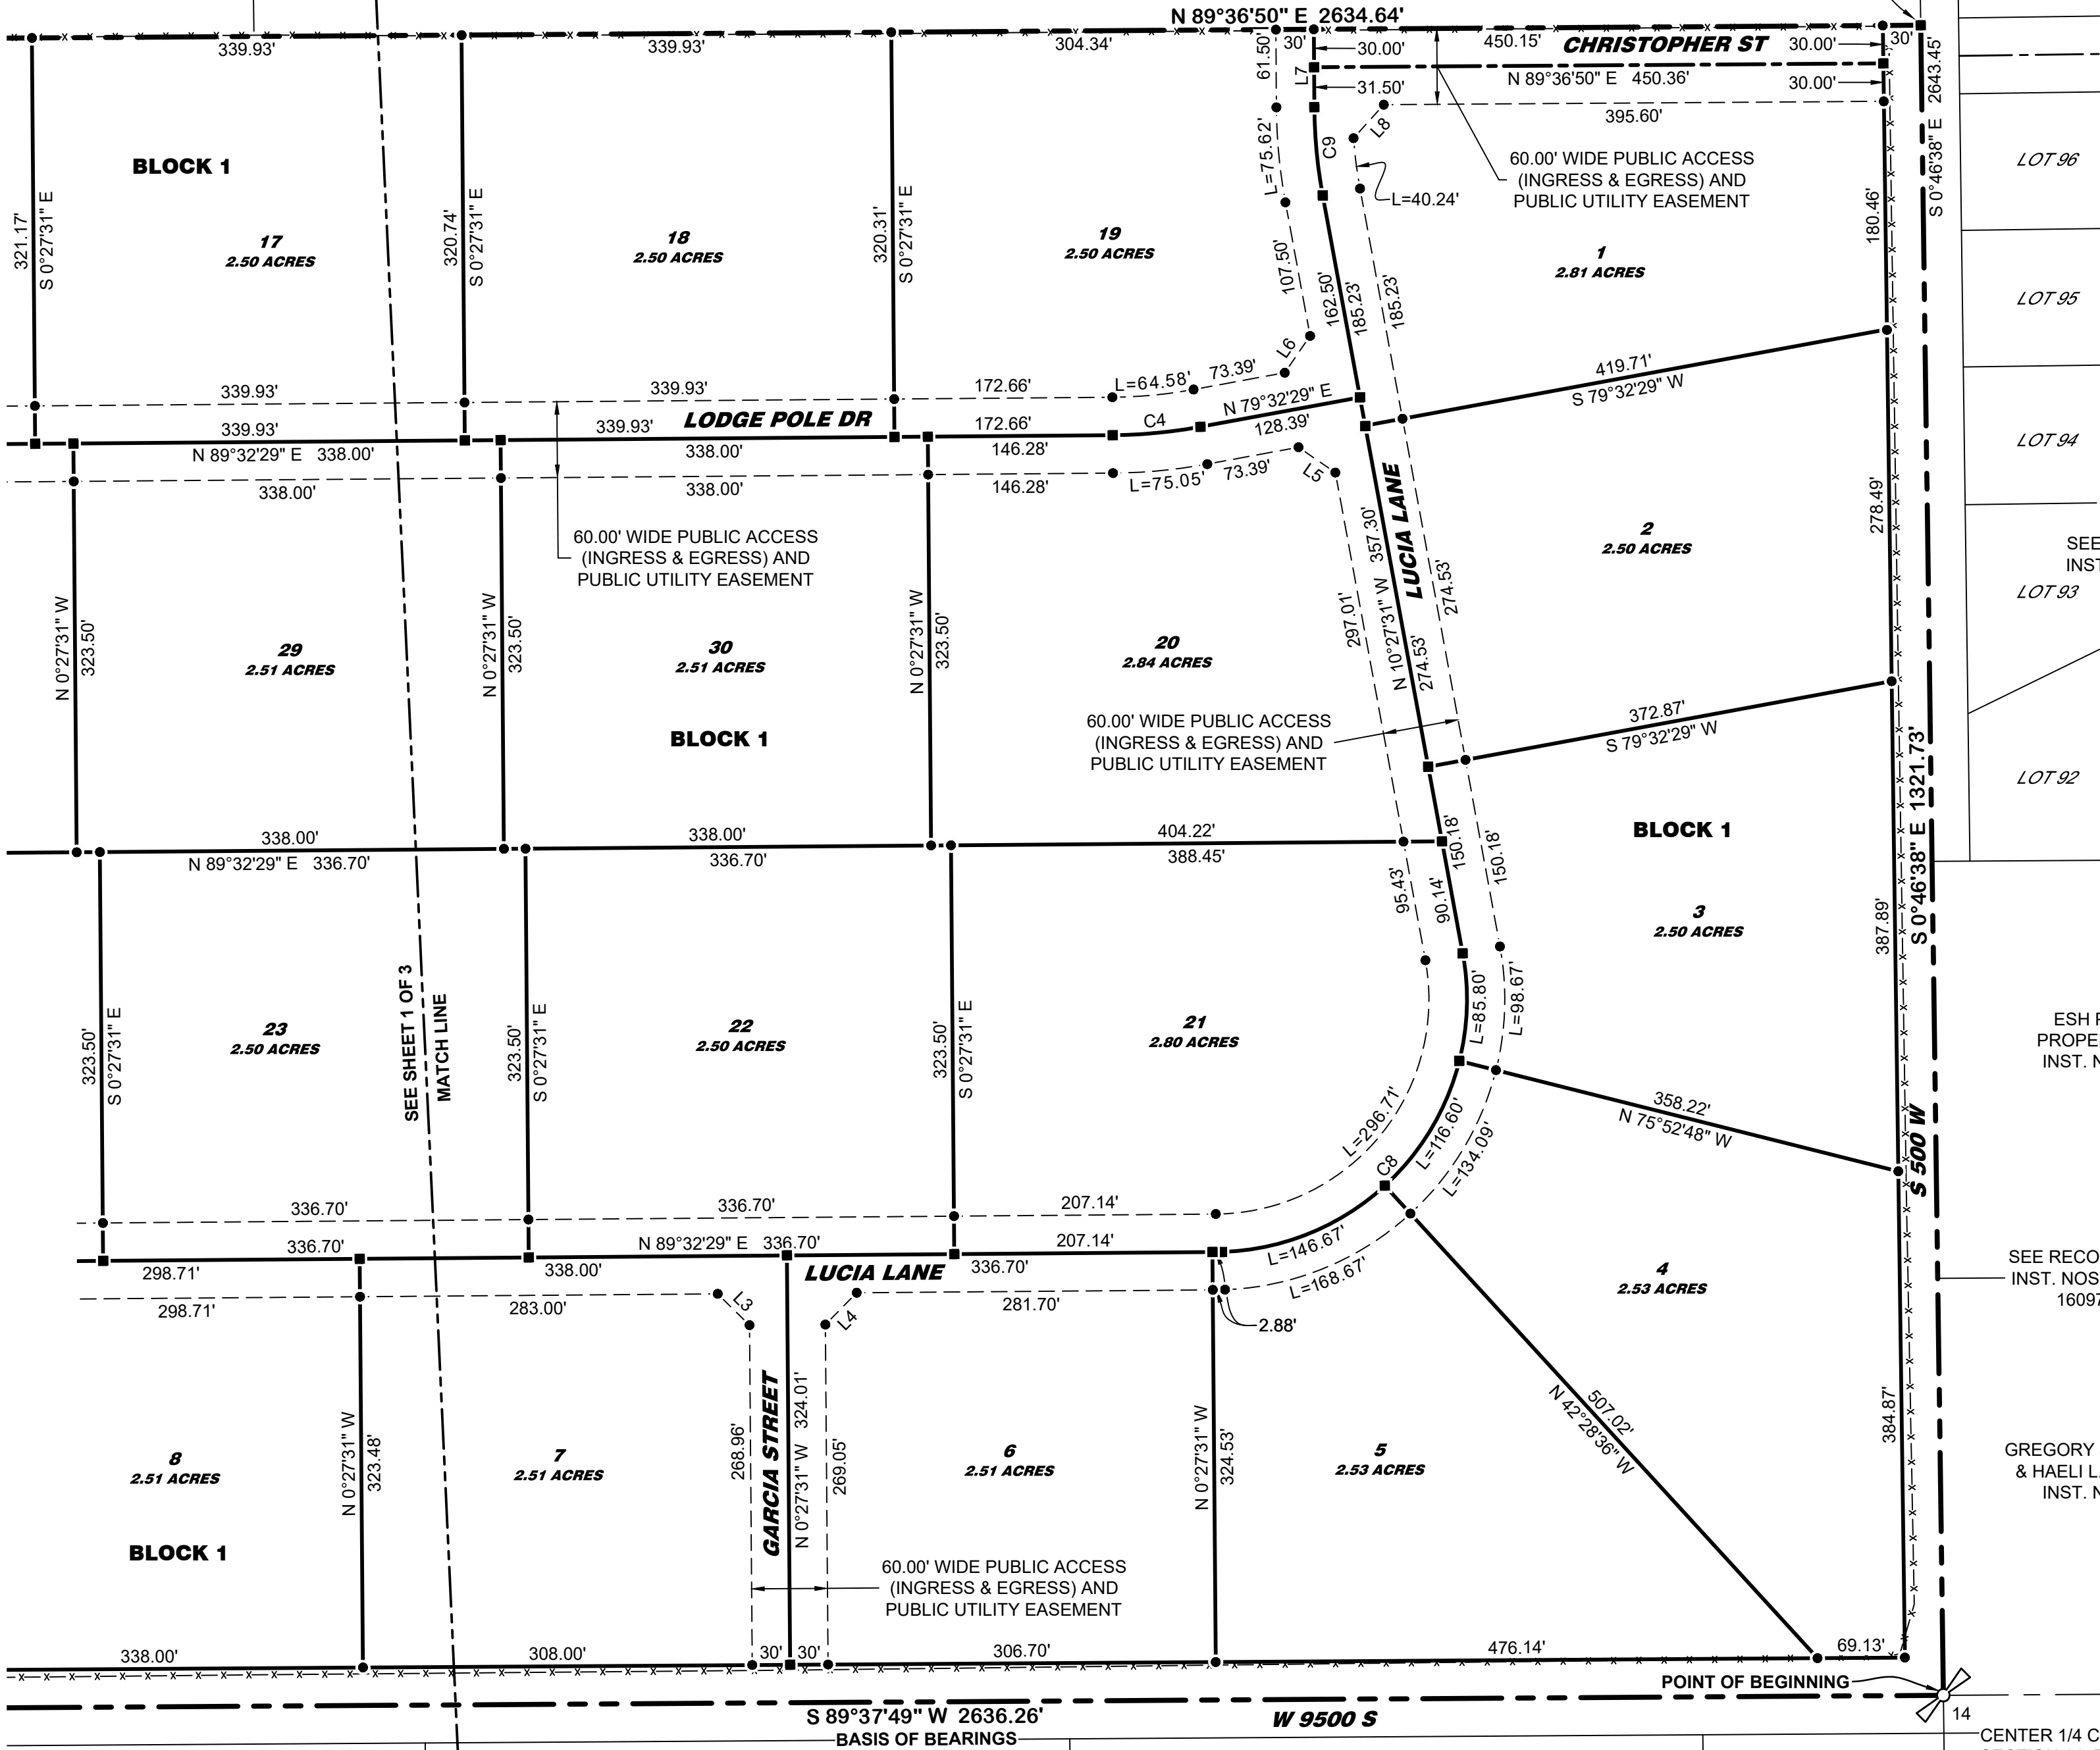 N 89°36'50" E 2634.64'
339.93'
339.93'
304.34'
61.50'
30'
30.00'
450.15'
CHRISTOPHER ST
30.00'
30'
L7
N 89°36'50" E 450.36'
31.50'
30.00'
395.60'
S 0°46'38" E 2643.45'
BLOCK 1
L=75.62'
C9
L8
L=40.24'
60.00' WIDE PUBLIC ACCESS
(INGRESS & EGRESS) AND
PUBLIC UTILITY EASEMENT
LOT 96
321.17'
S 0°27'31" E
17
2.50 ACRES
320.74'
S 0°27'31" E
18
2.50 ACRES
320.31'
S 0°27'31" E
19
2.50 ACRES
107.50'
162.50'
185.23'
185.23'
1
2.81 ACRES
180.46'
LOT 95
L6
419.71'
S 79°32'29" W
339.93'
339.93'
172.66'
L=64.58'
73.39'
339.93'
339.93'
LODGE POLE DR
172.66'
C4
N 79°32'29" E
128.39'
N 89°32'29" E 338.00'
338.00'
146.28'
338.00'
338.00'
146.28'
L=75.05'
73.39'
L5
LOT 94
60.00' WIDE PUBLIC ACCESS
(INGRESS & EGRESS) AND
PUBLIC UTILITY EASEMENT
LUCIA LANE
2
2.50 ACRES
278.49'
SEE
INST
LOT 93
N 0°27'31" W
323.50'
29
2.51 ACRES
N 0°27'31" W
323.50'
30
2.51 ACRES
BLOCK 1
N 0°27'31" W
323.50'
20
2.84 ACRES
297.01'
N 10°27'31" W 357.30'
274.53'
274.53'
60.00' WIDE PUBLIC ACCESS
(INGRESS & EGRESS) AND
PUBLIC UTILITY EASEMENT
372.87'
S 79°32'29" W
LOT 92
S 0°46'38" E 1321.73'
338.00'
338.00'
404.22'
N 89°32'29" E 336.70'
336.70'
388.45'
150.18'
150.18'
95.43'
90.14'
BLOCK 1
3
2.50 ACRES
387.89'
323.50'
S 0°27'31" E
23
2.50 ACRES
SEE SHEET 1 OF 3
MATCH LINE
323.50'
S 0°27'31" E
22
2.50 ACRES
323.50'
S 0°27'31" E
21
2.80 ACRES
L=85.80'
L=98.67'
L=296.71'
L=116.60'
L=134.09'
C8
358.22'
N 75°52'48" W
S 500 W
ESH
PROPE
INST. N
336.70'
336.70'
207.14'
336.70'
N 89°32'29" E 336.70'
207.14'
298.71'
338.00'
LUCIA LANE
336.70'
L=146.67'
L=168.67'
298.71'
283.00'
L3
L4
281.70'
2.88'
4
2.53 ACRES
SEE RECO
INST. NOS
16097
N 0°27'31" W
323.48'
8
2.51 ACRES
BLOCK 1
7
2.51 ACRES
268.96'
GARCIA STREET
N 0°27'31" W 324.01'
269.05'
6
2.51 ACRES
N 0°27'31" W
324.53'
5
2.53 ACRES
507.02'
N 42°28'36" W
384.87'
GREGORY
& HAELI L.
INST. N
60.00' WIDE PUBLIC ACCESS
(INGRESS & EGRESS) AND
PUBLIC UTILITY EASEMENT
338.00'
308.00'
30'
30'
306.70'
476.14'
69.13'
POINT OF BEGINNING
S 89°37'49" W 2636.26'
BASIS OF BEARINGS
W 9500 S
14
CENTER 1/4 C